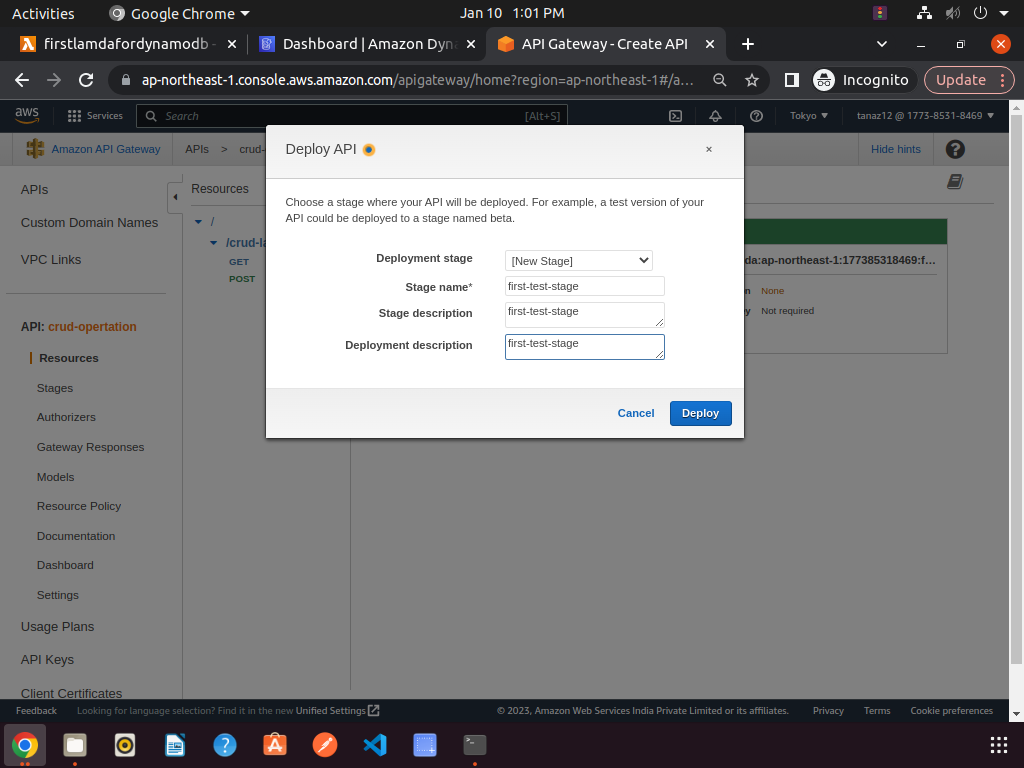 Activities
Google Chrome
Jan 10 1:01 PM
firstlamdafordynamodb -
Dashboard | Amazon Dyna
API Gateway - Create API
ap-northeast-1.console.aws.amazon.com/apigateway/home?region=ap-northeast-1#/a...
Incognito
Update
aws
Services
Search
[Alt+S]
Tokyo
tanaz12 @ 1773-8531-8469
Amazon API Gateway
APIs
>
crud-
Hide hints
Deploy API
×
Choose a stage where your API will be deployed. For example, a test version of your
API could be deployed to a stage named beta.
Deployment stage
[New Stage]
Stage name*
first-test-stage
Stage description
first-test-stage
Deployment description
first-test-stage
Cancel
Deploy
APIs
Custom Domain Names
VPC Links
API: crud-opertation
Resources
Stages
Authorizers
Gateway Responses
Models
Resource Policy
Documentation
Dashboard
Settings
Usage Plans
API Keys
Client Certificates
Resources
/
/crud-la
GET
POST
da:ap-northeast-1:177385318469:f...
n None
ey Not required
Feedback
Looking for language selection? Find it in the new Unified Settings
© 2023, Amazon Web Services India Private Limited or its affiliates.
Privacy
Terms
Cookie preferences